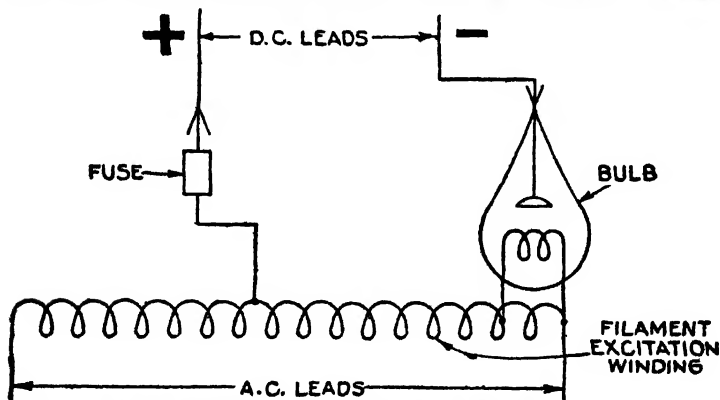 + D.C. LEADS −
FUSE
BULB
FILAMENT
EXCITATION
WINDING
A.C. LEADS